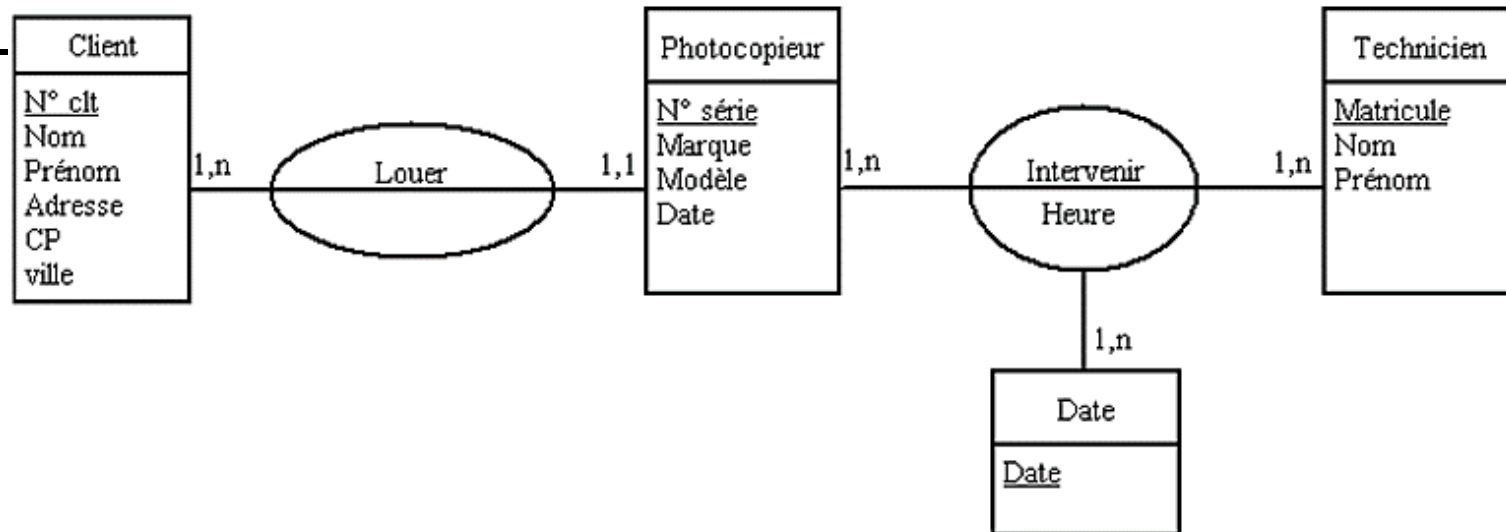 Client
N° clt
Nom
Prénom
Adresse
CP
ville
1,n
Louer
1,1
Photocopieur
N° série
Marque
Modèle
Date
1,n
Intervenir
Heure
1,n
Technicien
Matricule
Nom
Prénom
1,n
Date
Date